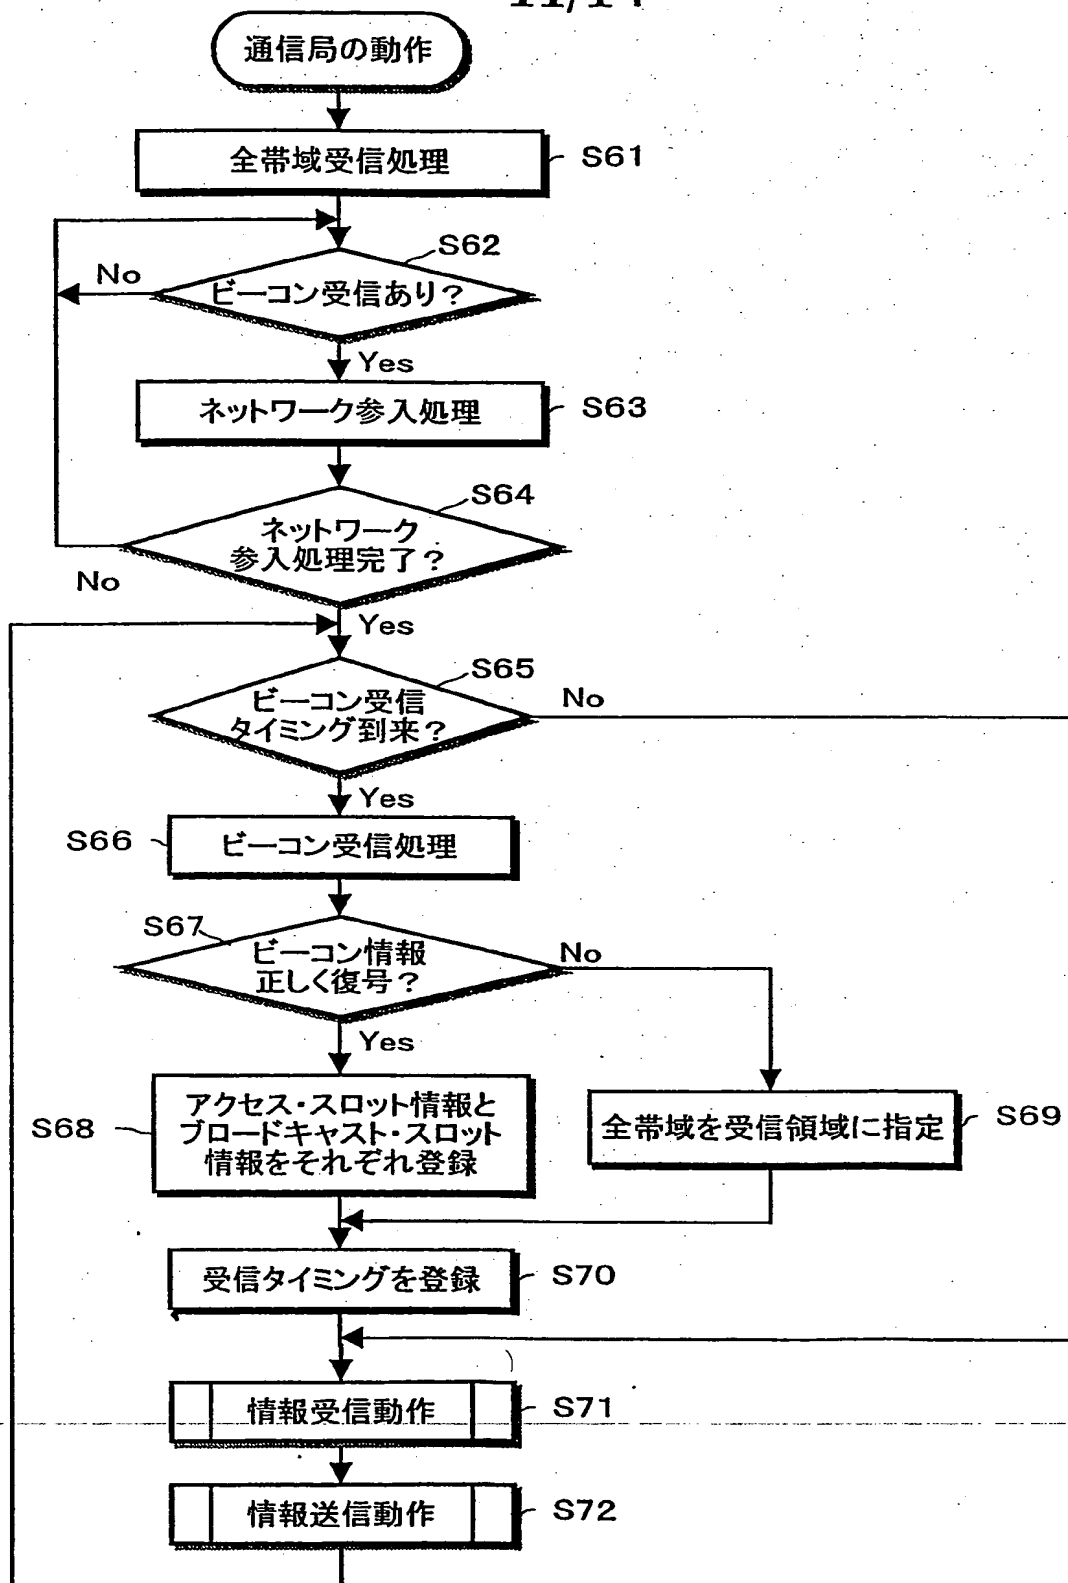 通信局の動作
全帯域受信処理
S61
S62
ビーコン受信あり?
No
Yes
ネットワーク参入処理
S63
S64
ネットワーク
参入処理完了?
No
Yes
S65
ビーコン受信
タイミング到来?
No
Yes
S66
ビーコン受信処理
S67
ビーコン情報
正しく復号?
No
Yes
S68
アクセス・スロット情報と
ブロードキャスト・スロット
情報をそれぞれ登録
全帯域を受信領域に指定
S69
受信タイミングを登録
S70
情報受信動作
S71
情報送信動作
S72